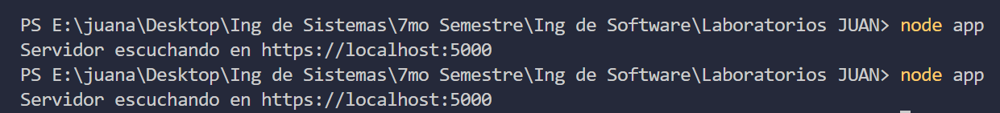 PS E:\juana\Desktop\Ing de Sistemas\7mo Semestre\Ing de Software\Laboratorios JUAN> node app
Servidor escuchando en https://localhost:5000
PS E:\juana\Desktop\Ing de Sistemas\7mo Semestre\Ing de Software\Laboratorios JUAN> node app
Servidor escuchando en https://localhost:5000